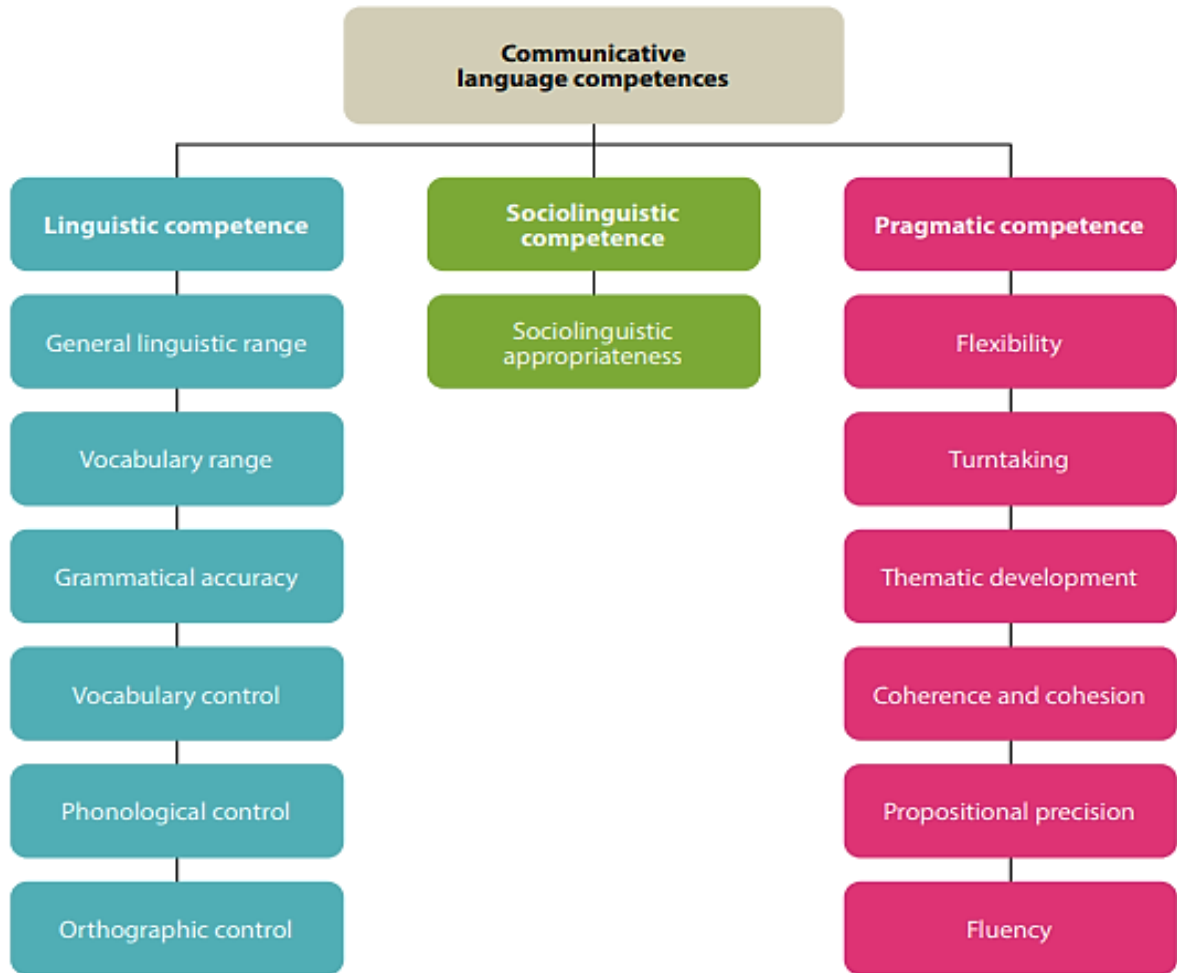 Communicative
language competences
Linguistic competence
General linguistic range
Vocabulary range
Grammatical accuracy
Vocabulary control
Phonological control
Orthographic control
Sociolinguistic
competence
Sociolinguistic
appropriateness
Pragmatic competence
Flexibility
Turntaking
Thematic development
Coherence and cohesion
Propositional precision
Fluency